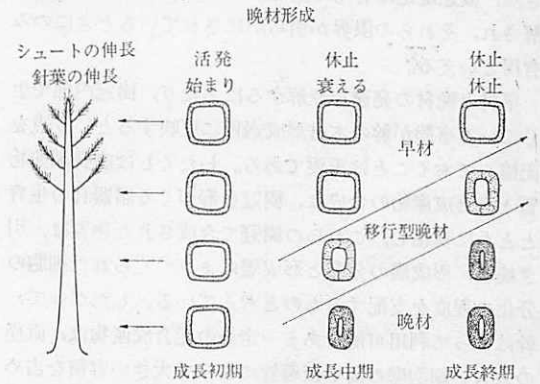 晩材形成
シュートの伸長 活発 休止 休止
針葉の伸長 始まり 衰える 休止
早材
移行型晩材
晩材
成長初期 成長中期 成長終期